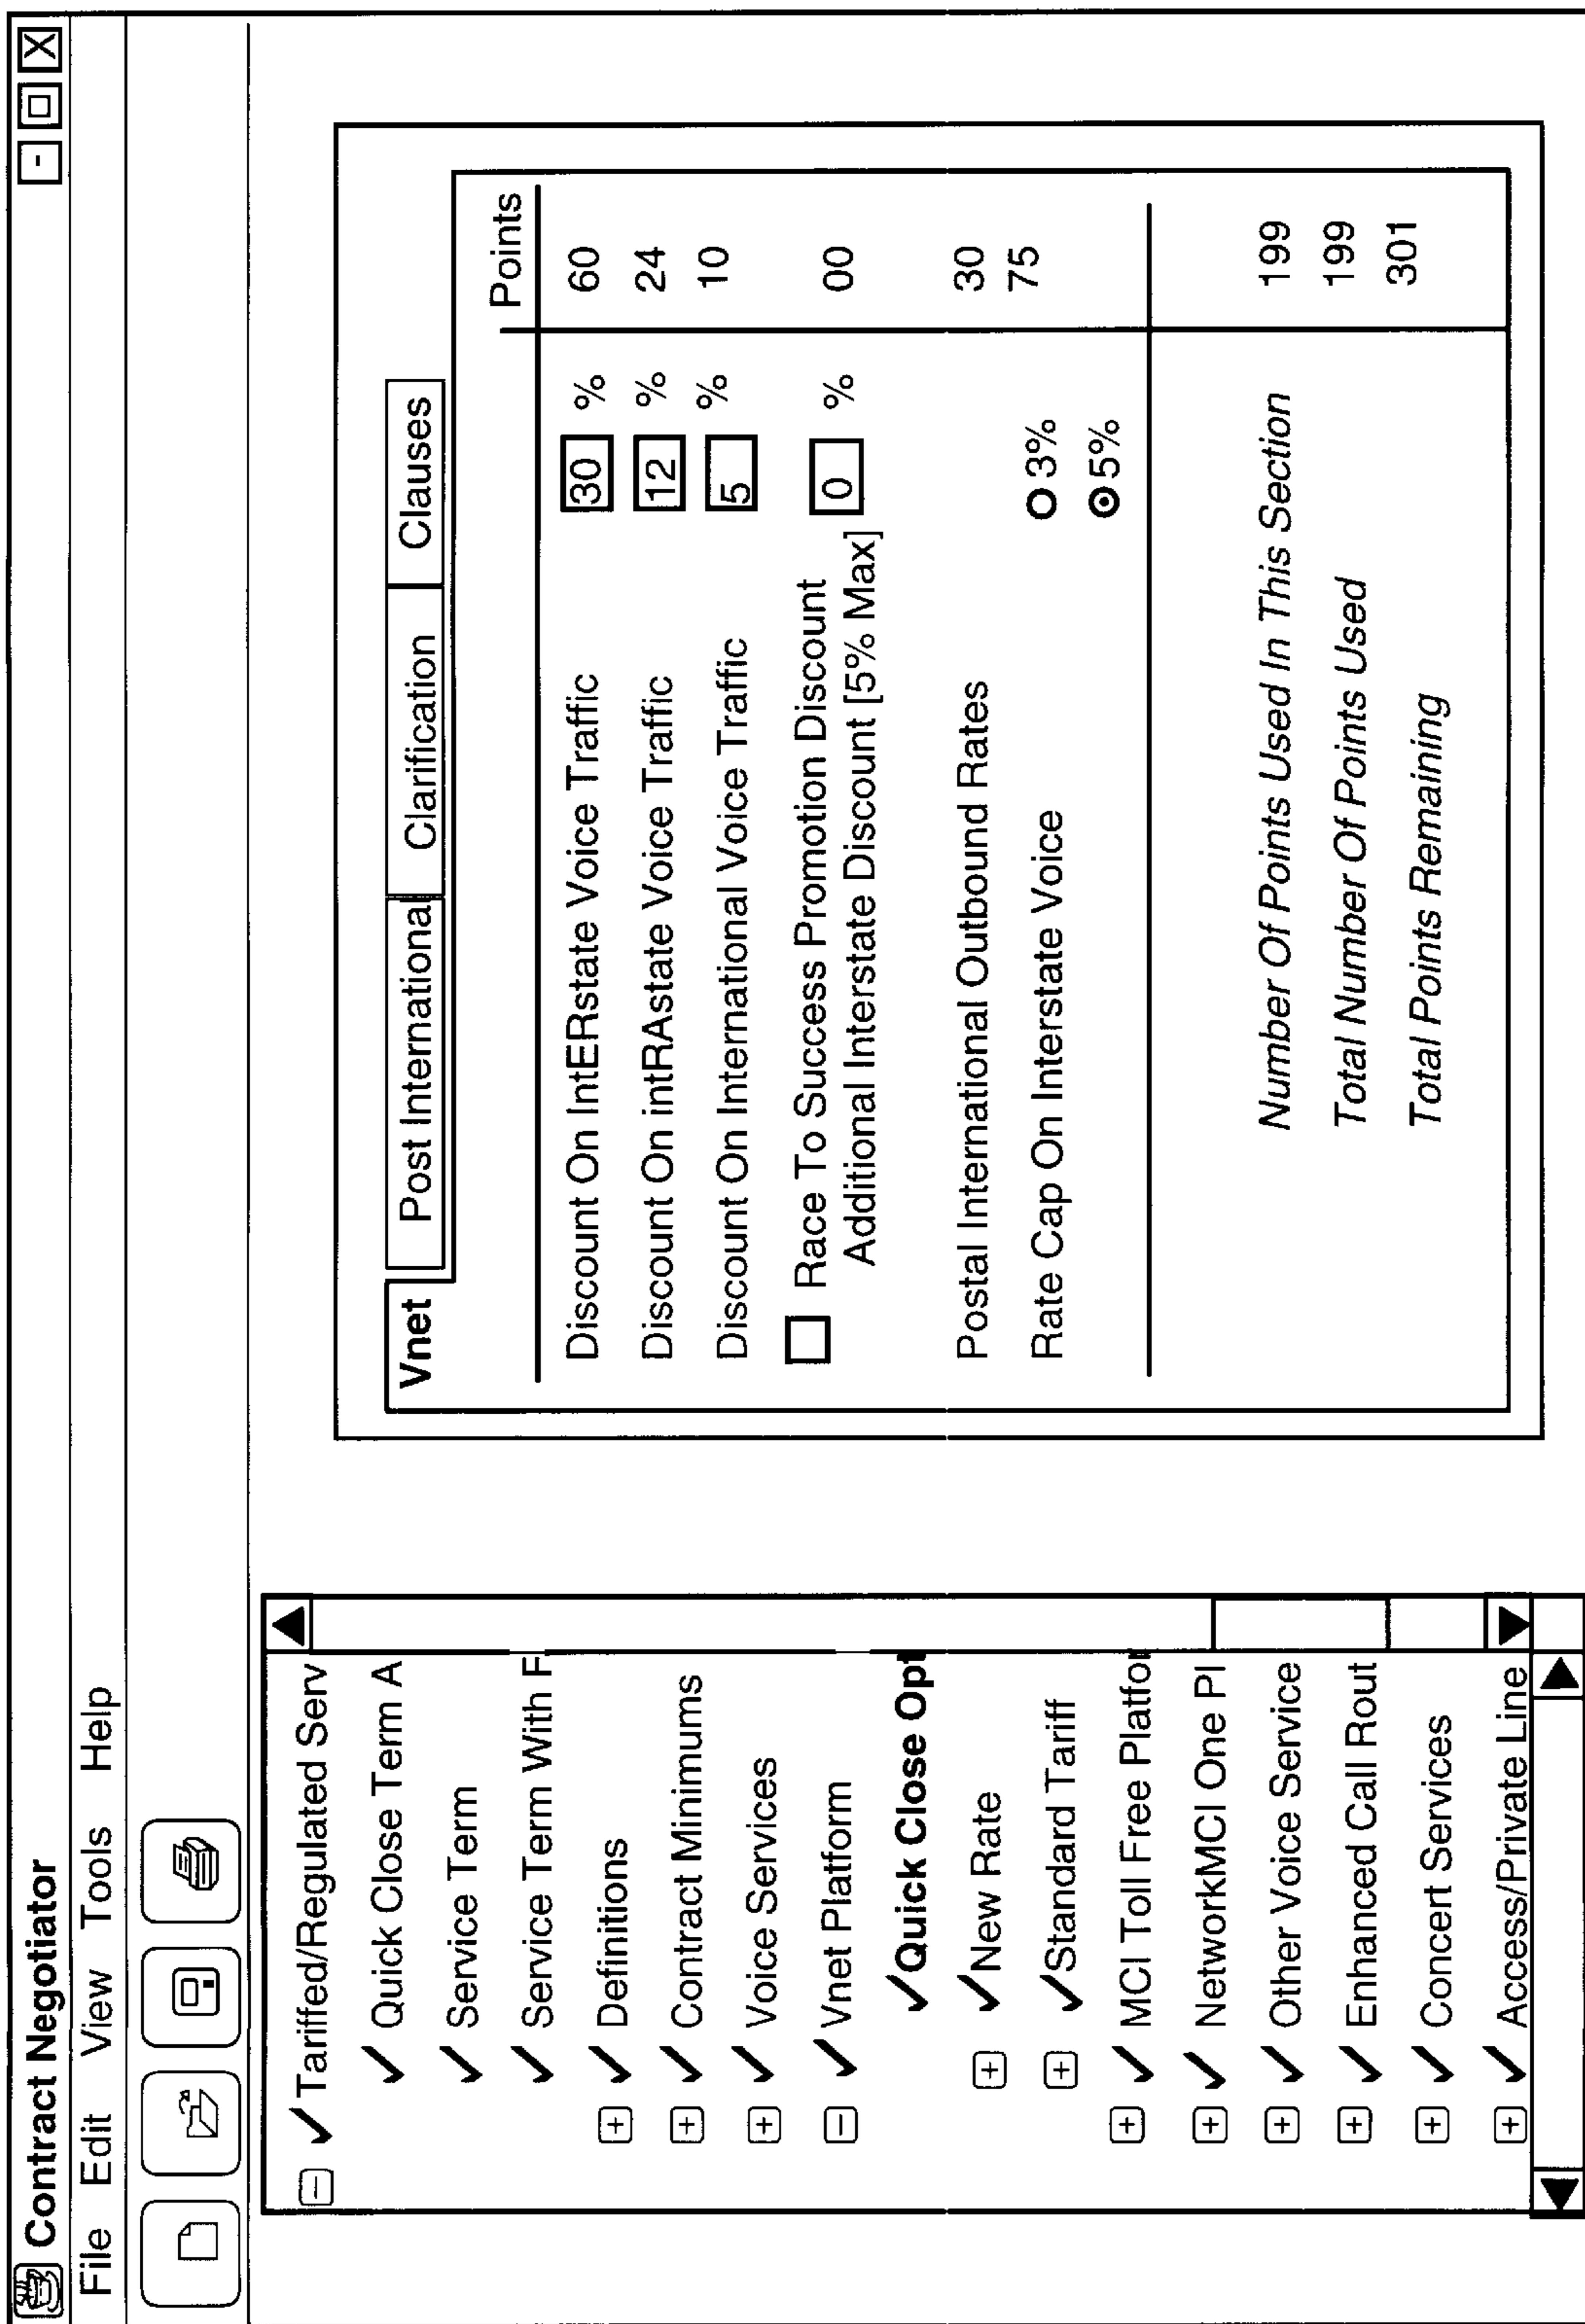 Contract Negotiator
File Edit View Tools Help
Tariffed/Regulated Serv
Quick Close Term A
Service Term
Service Term With F
Definitions
Contract Minimums
Voice Services
Vnet Platform
Quick Close Opt
New Rate
Standard Tariff
MCI Toll Free Platfor
NetworkMCI One Pl
Other Voice Service
Enhanced Call Rout
Concert Services
Access/Private Line
Vnet Post International Clarification Clauses
Points
Discount On IntERstate Voice Traffic 30 % 60
Discount On intRAstate Voice Traffic 12 % 24
Discount On International Voice Traffic 5 % 10
Race To Success Promotion Discount
Additional Interstate Discount [5% Max] 0 % 00
Postal International Outbound Rates 30
Rate Cap On Interstate Voice 3% 75
5%
Number Of Points Used In This Section 199
Total Number Of Points Used 199
Total Points Remaining 301